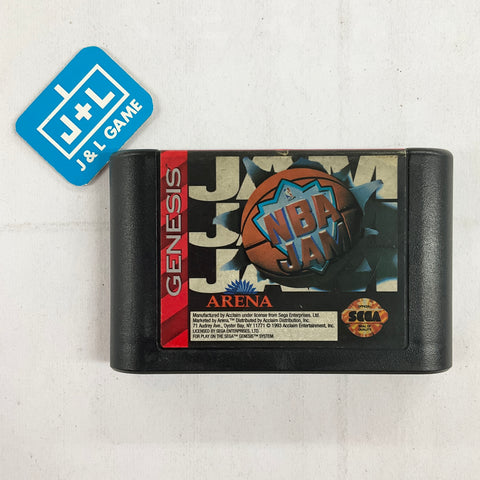 J+L
J & L GAME
GENESIS
JAM
JAM
JAM
NBA
JAM
ARENA
Manufactured by Acclaim under license from Sega Enterprises, Ltd.
Marketed by Arena.™ Distributed by Acclaim Distribution, Inc.
71 Audrey Ave., Oyster Bay, NY 11771 © 1993 Acclaim Entertainment, Inc.
LICENSED BY SEGA ENTERPRISES, LTD.
FOR PLAY ON THE SEGA™ GENESIS™ SYSTEM.
SEGA